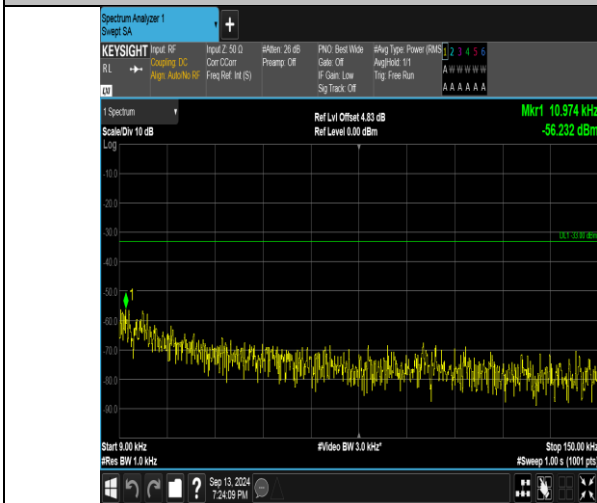 Spectrum Analyzer 1
Swept SA
+
KEYSIGHT Input: RF Input Z: 50 Ω #Atten: 26 dB PNO: Best Wide #Avg Type: Power (RMS 1 2 3 4 5 6
RL Coupling: DC Corr CCorr Preamp: Off Gate: Off Avg|Hold: 1/1 A W W W W W
Align: Auto/No RF Freq Ref: Int (S) IF Gain: Low Trig: Free Run
Sig Track: Off A A A A A A
1 Spectrum
Ref Lvl Offset 4.83 dB Mkr1 10.974 kHz
Scale/Div 10 dB Ref Level 0.00 dBm -56.232 dBm
Log
-10.0
-20.0
-30.0
DL1 -33.00 dBm
-40.0
-50.0
1
-60.0
-70.0
-80.0
-90.0
Start 9.00 kHz #Video BW 3.0 kHz* Stop 150.00 kHz
#Res BW 1.0 kHz #Sweep 1.00 s (1001 pts)
? Sep 13, 2024
7:24:09 PM